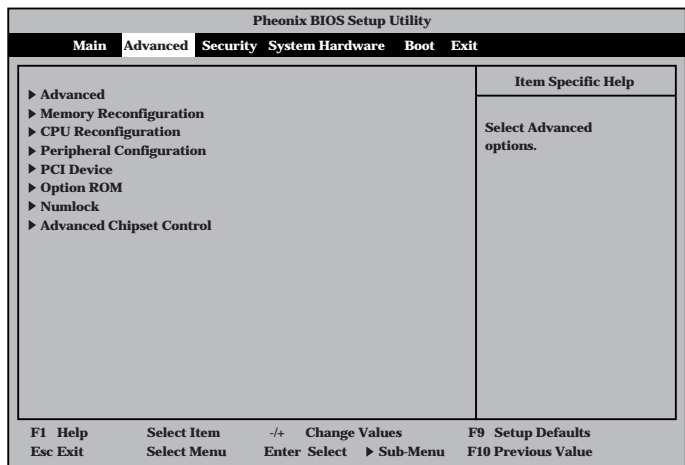 Pheonix BIOS Setup Utility
Main Advanced Security System Hardware Boot Exit
Item Specific Help
▶ Advanced
▶ Memory Reconfiguration
▶ CPU Reconfiguration
▶ Peripheral Configuration
▶ PCI Device
▶ Option ROM
▶ Numlock
▶ Advanced Chipset Control
Select Advanced
options.
F1 Help Select Item -/+ Change Values F9 Setup Defaults
Esc Exit Select Menu Enter Select ▶ Sub-Menu F10 Previous Value